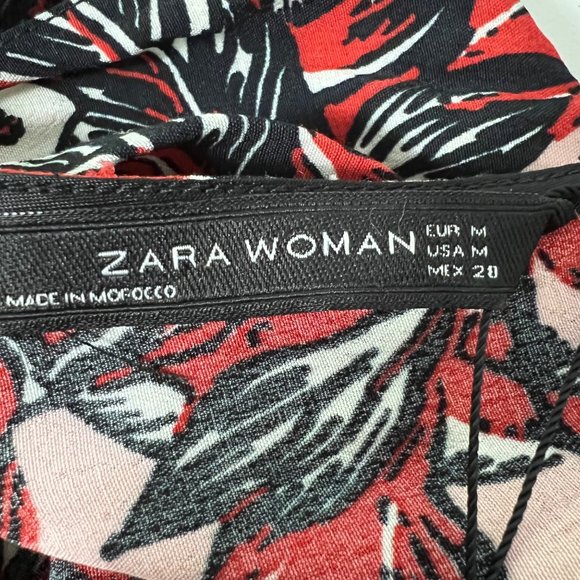 ZARA WOMAN
EUR M
USA M
MEX 28
MADE IN MOROCCO